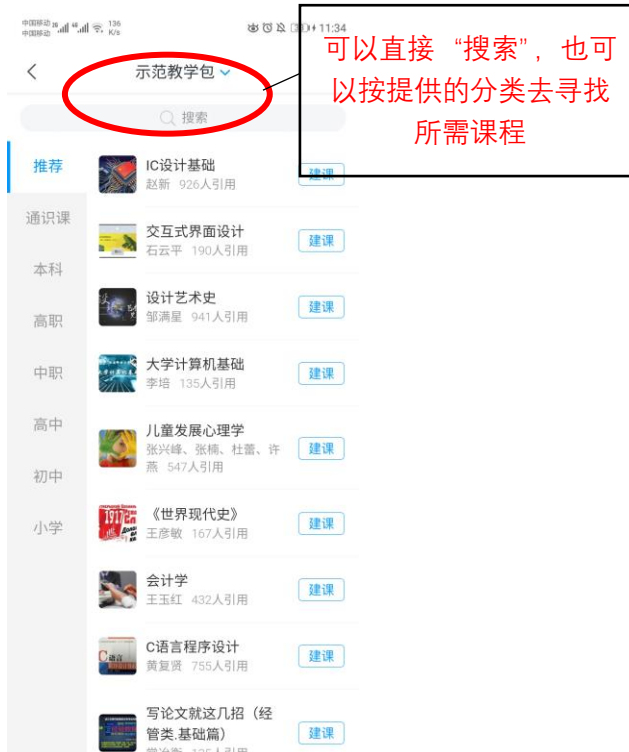 中国移动 26 46 136
中国移动 K/s 11:34
示范教学包
搜索
可以直接 “搜索”，也可
以按提供的分类去寻找
所需课程
推荐
通识课
本科
高职
中职
高中
初中
小学
IC设计基础
赵新 926人引用
建课
交互式界面设计
石云平 190人引用
建课
设计艺术史
邹满星 941人引用
建课
大学计算机基础
李培 135人引用
建课
儿童发展心理学
张兴峰、张楠、杜蕾、许
燕 547人引用
建课
《世界现代史》
王彦敏 167人引用
建课
会计学
王玉红 432人引用
建课
C语言程序设计
黄复贤 755人引用
建课
写论文就这几招（经
管类.基础篇）
建课